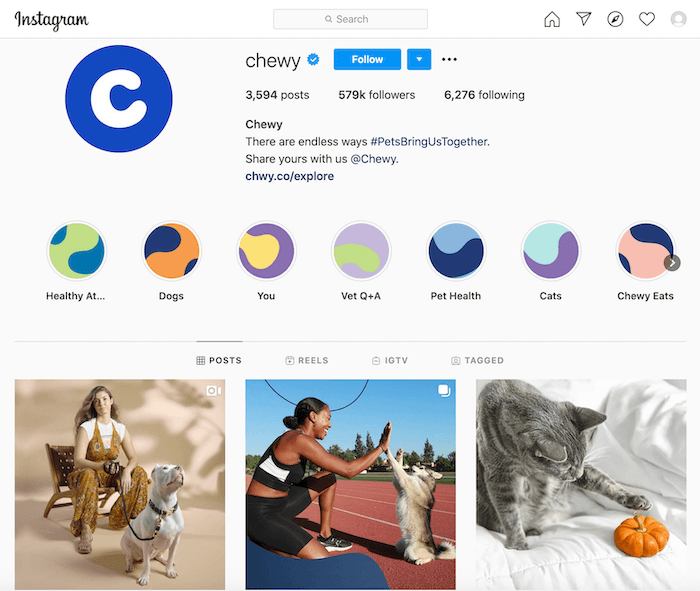 Instagram
Search
chewy Follow
3,594 posts 579k followers 6,276 following
Chewy
There are endless ways #PetsBringUsTogether.
Share yours with us @Chewy.
chwy.co/explore
Healthy At... Dogs You Vet Q+A Pet Health Cats Chewy Eats
POSTS REELS IGTV TAGGED